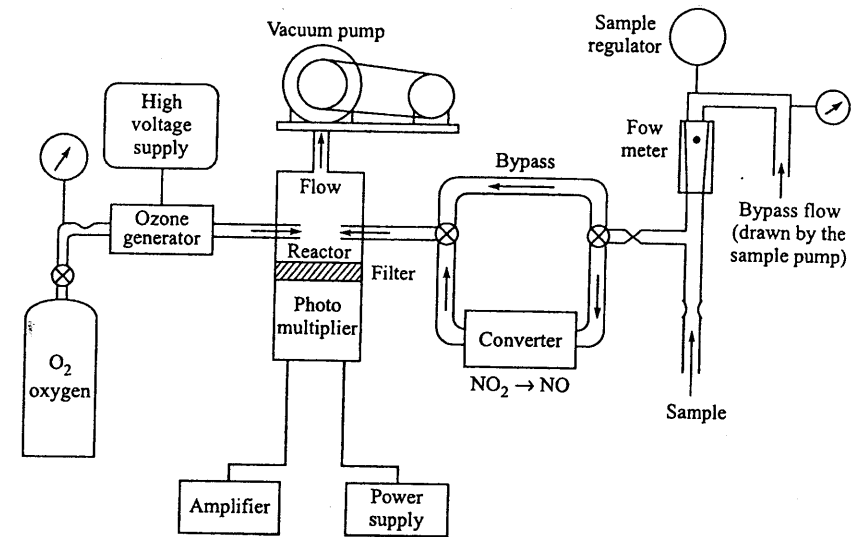 Vacuum pump
Sample
regulator
High
voltage
supply
Fow
meter
Bypass
Flow
Bypass flow
(drawn by the
sample pump)
Ozone
generator
Reactor
Filter
Photo
multiplier
Converter
O₂
oxygen
NO₂ → NO
Sample
Amplifier
Power
supply